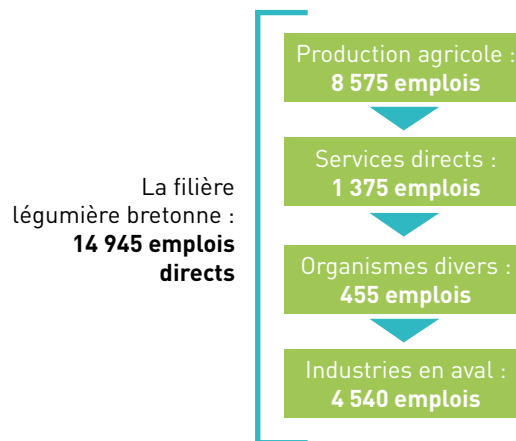 La filière
légumière bretonne :
14 945 emplois
directs
Production agricole :
8 575 emplois
Services directs :
1 375 emplois
Organismes divers :
455 emplois
Industries en aval :
4 540 emplois